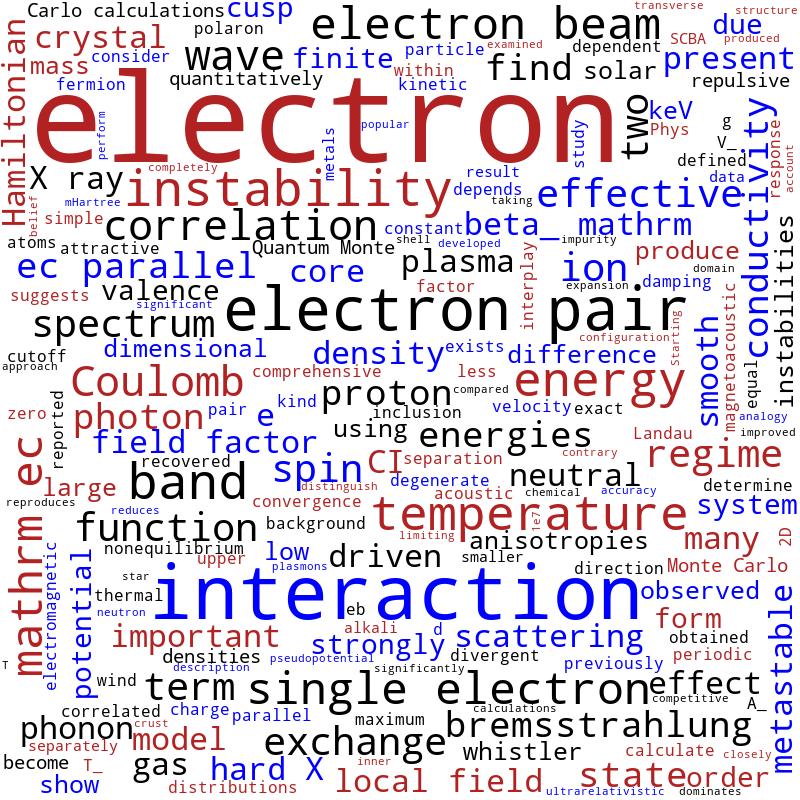 Carlo calculations
cusp
electron beam
transverse
structure
crystal
polaron
due
wave
finite
particle
examined
dependent
SCBA
produced
Hamiltonian
mass
consider
find
solar
present
fermion
quantitatively
within
kinetic
repulsive
electron
perform
popular
metals
study
two
keV
Phys
g
V_
conductivity
response
account
X ray
completely
mHartree
instability
result
depends
taking
defined
data
effective
belief
simple
correlation
constant
beta_ mathrm
atoms
attractive
Quantum Monte
shell
developed
impurity
interplay
produce
instabilities
ec parallel
core
plasma
ion
domain
damping
suggests
valence
significant
factor
expansion
spectrum
electron pair
configuration
Starting
smooth
magnetoacoustic
cutoff
approach
dimensional
density
exists
difference
equal
Coulomb
comprehensive
less
energy
kind
proton
compared
zero
photon
pair
e
inclusion
velocity
exact
analogy
improved
reported
field factor
using
energies
Landau
recovered
spin
CI
separation
contrary
regime
mathrm ec
large
band
distinguish
degenerate
neutral
determine
reproduces
reduces
convergence
acoustic
chemical
accuracy
system
function
background
temperature
1e7
limiting
anisotropies
many
2D
nonequilibrium
upper
low
plasmons
driven
smaller
direction
Monte Carlo
electromagnetic
potential
star
thermal
neutron
interaction
observed
metastable
eb
form
important
alkali
d
strongly
scattering
obtained
T
densities
description
pseudopotential
significantly
divergent
previously
periodic
wind
term
single electron
effect
competitive
A_
correlated
charge
parallel
maximum
calculations
phonon
crust
model
exchange
bremsstrahlung
separately
whistler
calculate
closely
become
T_
gas
hard X
inner
state
order
show
distributions
local field
ultrarelativistic
dominates